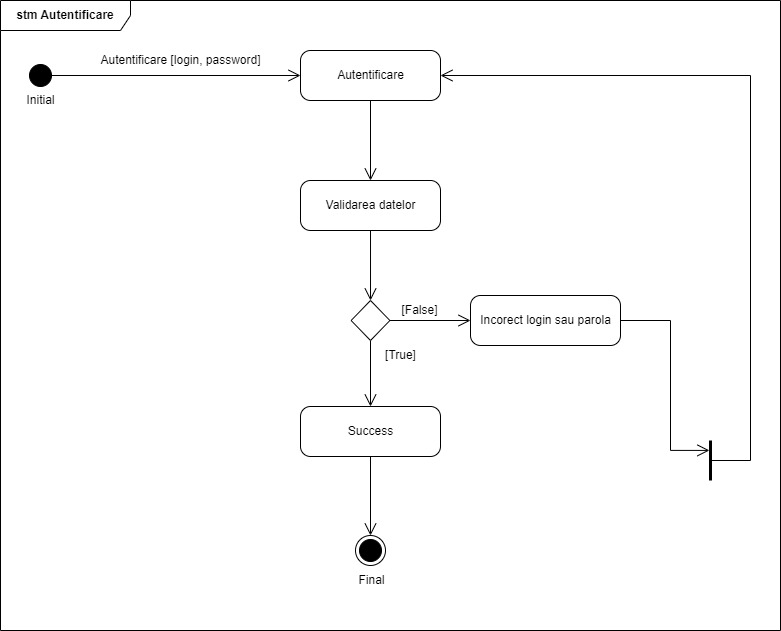 stm Autentificare
Autentificare [login, password]
Initial
Autentificare
Validarea datelor
[False]
Incorect login sau parola
[True]
Success
Final